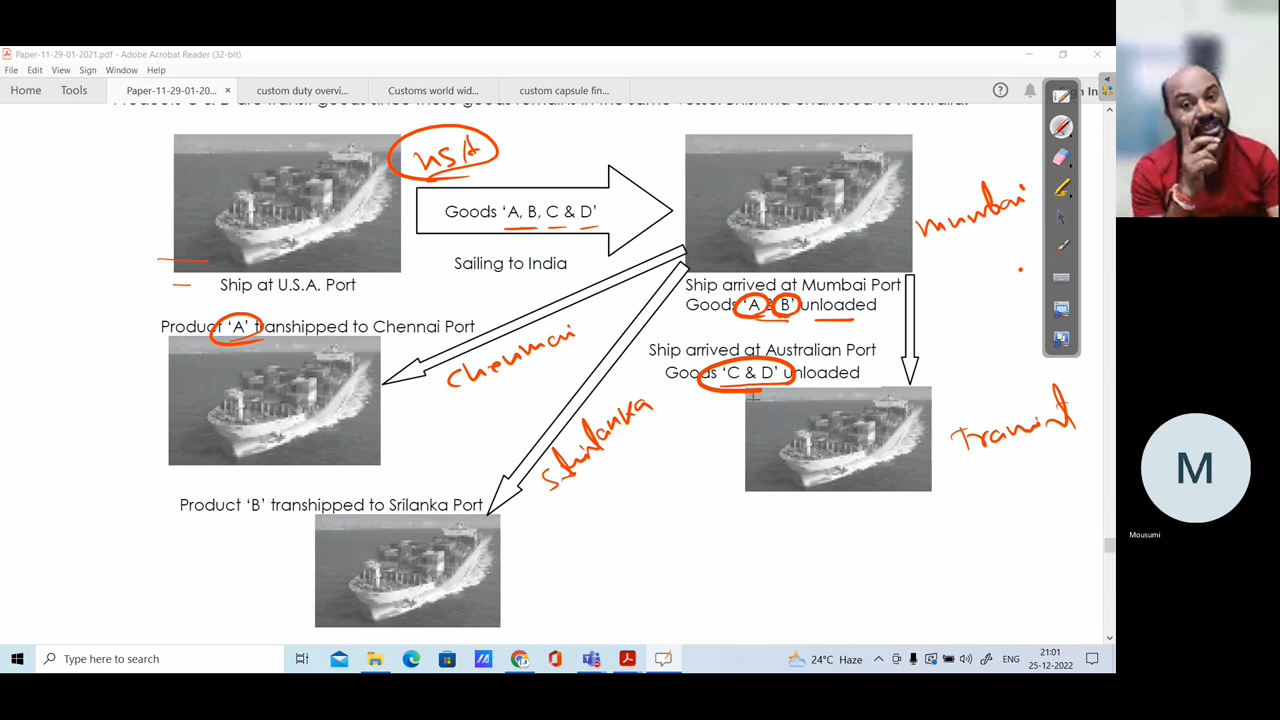 Paper-11-29-01-2021.pdf - Adobe Acrobat Reader (32-bit)
File Edit View Sign Window Help
Home Tools Paper-11-29-01-20... × custom duty overvi... Customs world wid... custom capsule fin... Sign In
USA
Goods ‘A, B, C & D’
Sailing to India
Mumbai
Ship at U.S.A. Port
Ship arrived at Mumbai Port
Goods ‘A & B’ unloaded
Product ‘A’ transhipped to Chennai Port
Chennai
Ship arrived at Australian Port
Goods ‘C & D’ unloaded
Srilanka
Transit
Product ‘B’ transhipped to Srilanka Port
M
Mousumi
Type here to search
24°C Haze
ENG
21:01
25-12-2022